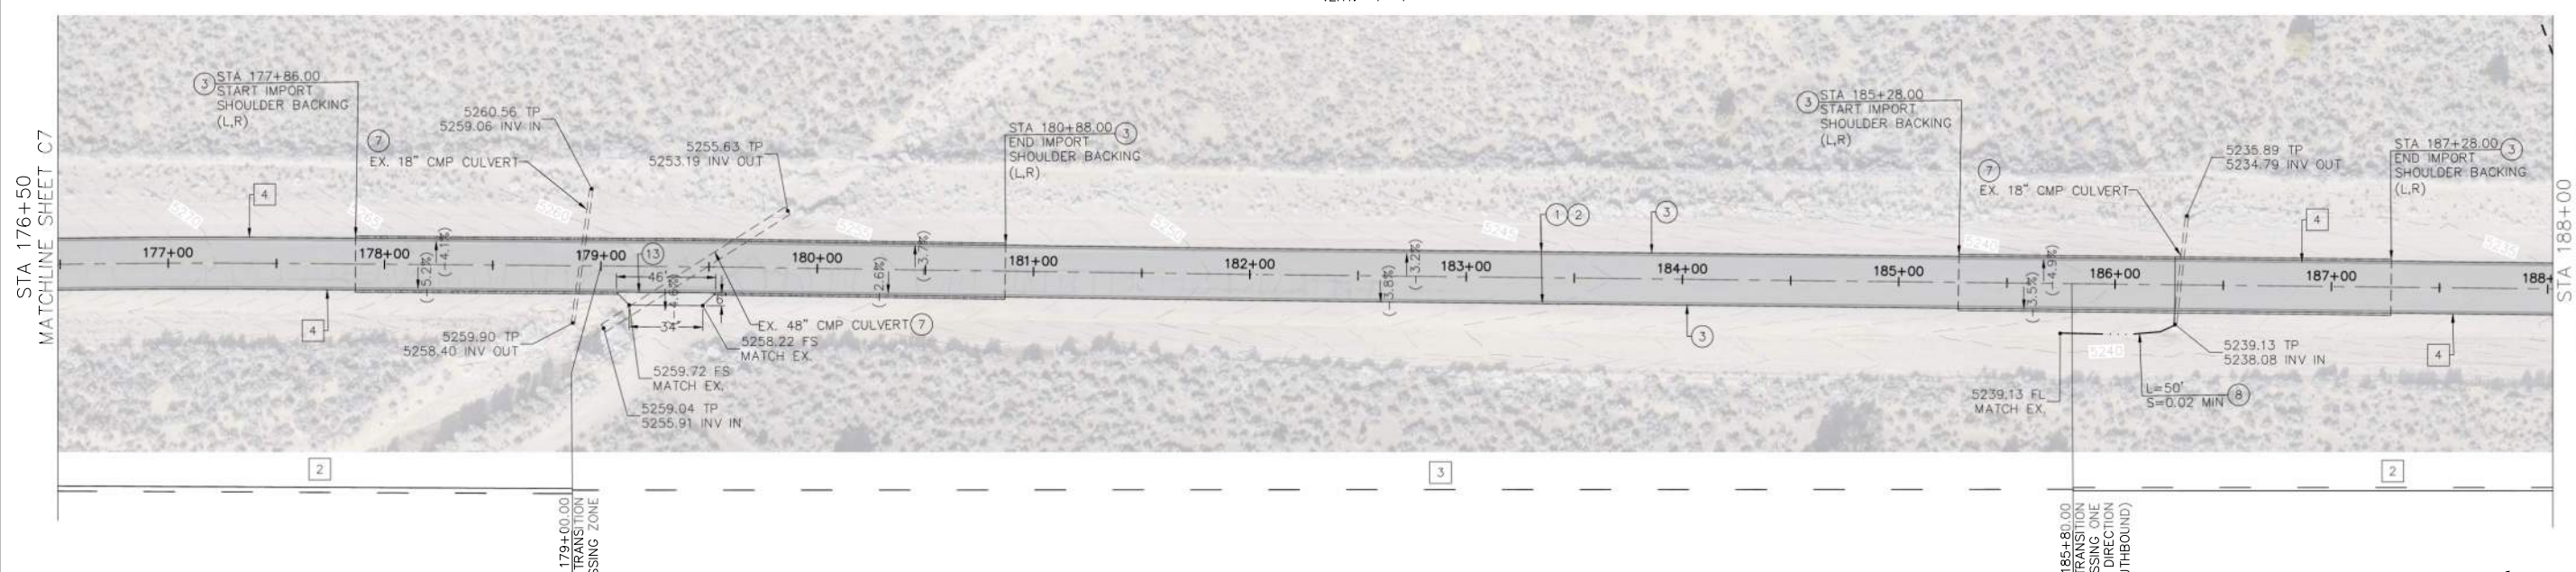 STA 176+50
MATCHLINE SHEET C7
3
STA 177+86.00
START IMPORT
SHOULDER BACKING
(L,R)
5260.56 TP
5259.06 INV IN
7
EX. 18" CMP CULVERT
5255.63 TP
5253.19 INV OUT
STA 180+88.00
3
END IMPORT
SHOULDER BACKING
(L,R)
3
STA 185+28.00
START IMPORT
SHOULDER BACKING
(L,R)
7
EX. 18" CMP CULVERT
5235.89 TP
5234.79 INV OUT
STA 187+28.00
3
END IMPORT
SHOULDER BACKING
(L,R)
4
1 2
3
4
5270
5265
5260
5255
5250
5245
5240
5235
177+00
178+00
179+00
180+00
181+00
182+00
183+00
184+00
185+00
186+00
187+00
188+
(-5.2%)
(-4.1%)
13
46'
34'
(-2.6%)
(-3.7%)
(-3.8%)
(-3.2%)
(-3.5%)
(-4.9%)
4
5259.90 TP
5258.40 INV OUT
EX. 48" CMP CULVERT
7
5258.22 FS
MATCH EX.
5259.72 FS
MATCH EX.
5259.04 TP
5255.91 INV IN
3
5240
5239.13 TP
5238.08 INV IN
4
5239.13 FL
MATCH EX.
L=50'
S=0.02 MIN
8
2
3
2
179+00.00
TRANSITION
SSING ZONE
185+80.00
TRANSITION
SSING ONE
DIRECTION
UTHBOUND)
STA 188+00